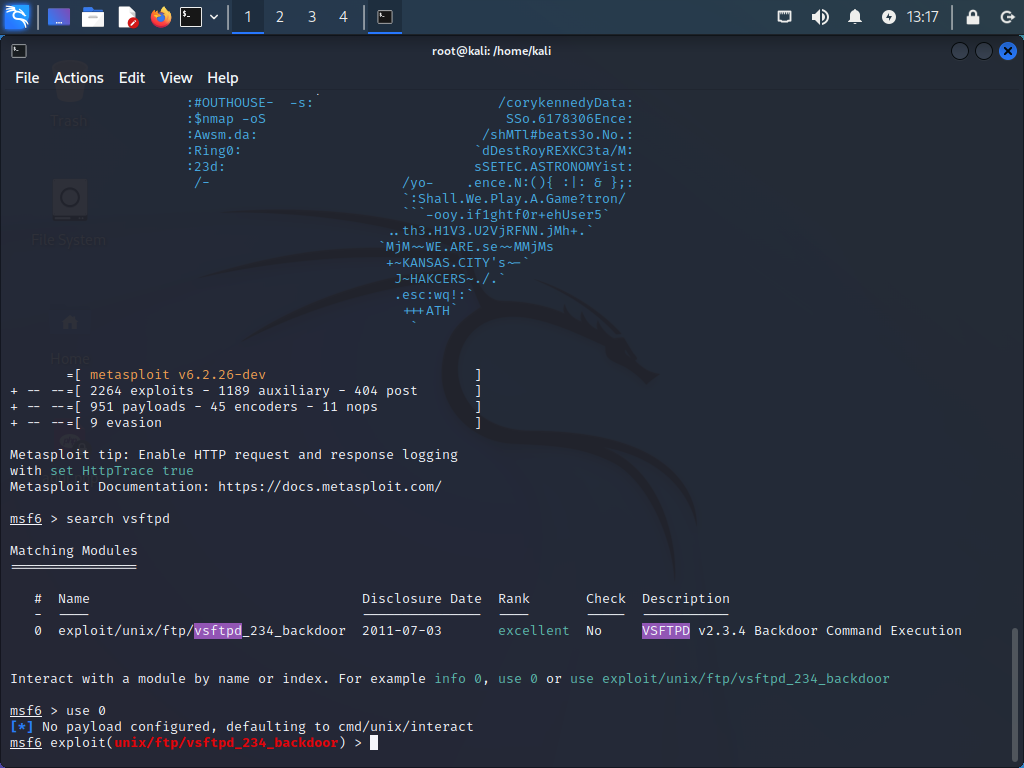 1 2 3 4 13:17
root@kali: /home/kali
File Actions Edit View Help
Trash
File System
Home
:#OUTHOUSE- -s: /corykennedyData:
:$nmap -oS SSo.6178306Ence:
:Awsm.da: /shMTl#beats3o.No.:
:Ring0: `dDestRoyREXKC3ta/M:
:23d: sSETEC.ASTRONOMYist:
/- /yo- .ence.N:(){ :|: & };:
`:Shall.We.Play.A.Game?tron/
```-ooy.if1ghtf0r+ehUser5`
..th3.H1V3.U2VjRFNN.jMh+.`
`MjM~~WE.ARE.se~~MMjMs
+~KANSAS.CITY's~-`
J~HAKCERS~./.`
.esc:wq!:`
+++ATH`
`
=[ metasploit v6.2.26-dev ]
+ -- --=[ 2264 exploits - 1189 auxiliary - 404 post ]
+ -- --=[ 951 payloads - 45 encoders - 11 nops ]
+ -- --=[ 9 evasion ]
Metasploit tip: Enable HTTP request and response logging
with set HttpTrace true
Metasploit Documentation: https://docs.metasploit.com/
msf6 > search vsftpd
Matching Modules
================
# Name Disclosure Date Rank Check Description
- ---- --------------- ---- ----- -----------
0 exploit/unix/ftp/vsftpd_234_backdoor 2011-07-03 excellent No VSFTPD v2.3.4 Backdoor Command Execution
Interact with a module by name or index. For example info 0, use 0 or use exploit/unix/ftp/vsftpd_234_backdoor
msf6 > use 0
[*] No payload configured, defaulting to cmd/unix/interact
msf6 exploit(unix/ftp/vsftpd_234_backdoor) >